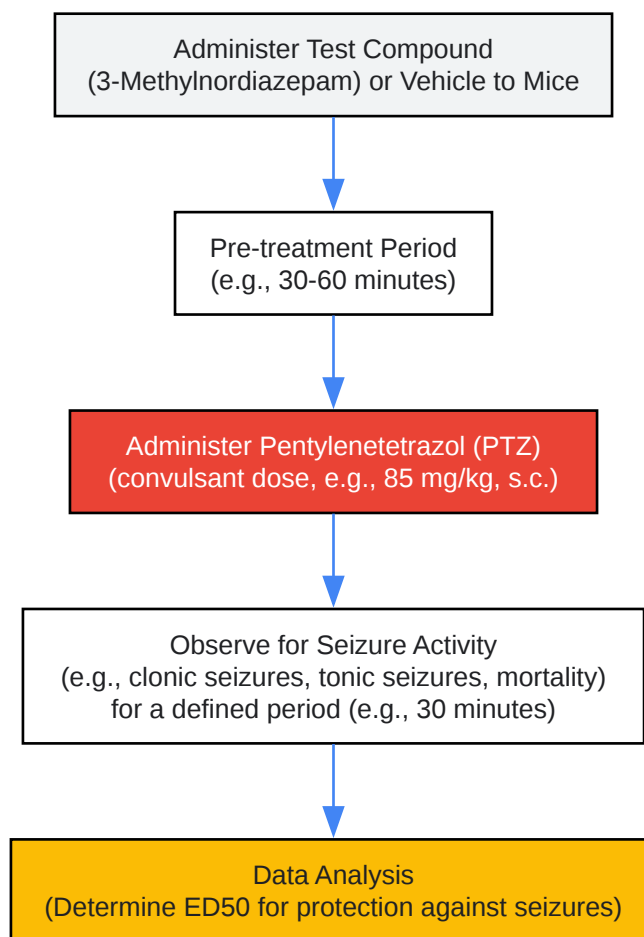 Administer Test Compound
(3-Methylnordiazepam) or Vehicle to Mice
Pre-treatment Period
(e.g., 30-60 minutes)
Administer Pentylenetetrazol (PTZ)
(convulsant dose, e.g., 85 mg/kg, s.c.)
Observe for Seizure Activity
(e.g., clonic seizures, tonic seizures, mortality)
for a defined period (e.g., 30 minutes)
Data Analysis
(Determine ED50 for protection against seizures)